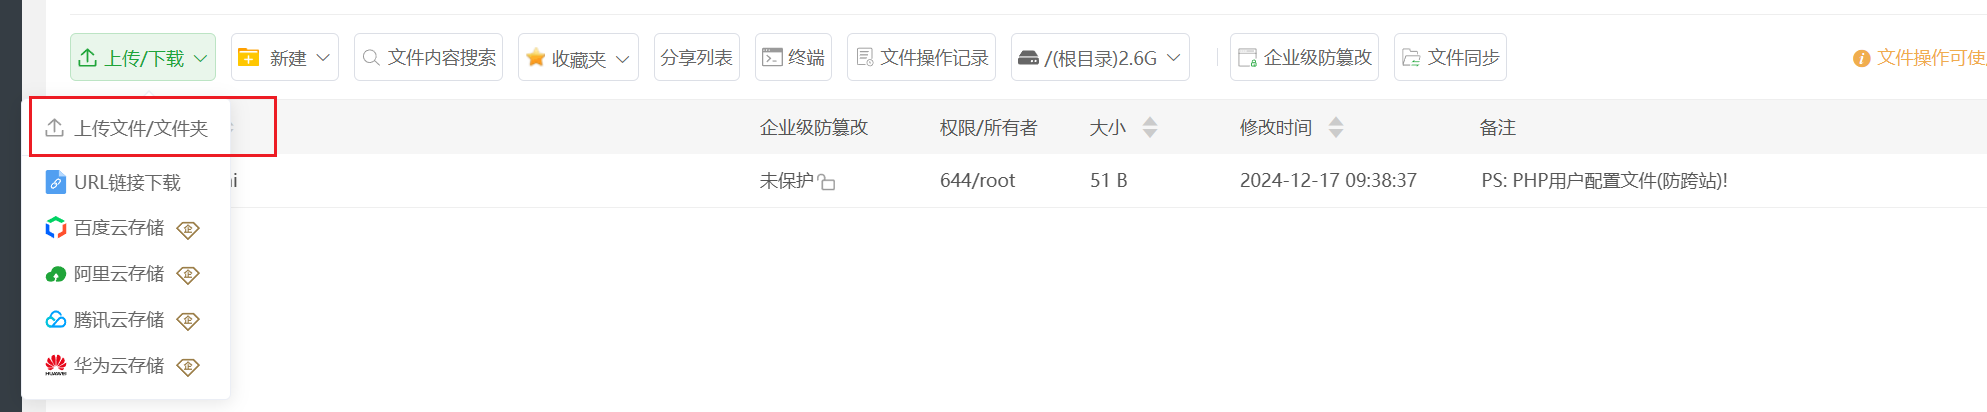 上传/下载 新建 文件内容搜索 收藏夹 分享列表 终端 文件操作记录 /(根目录)2.6G 企业级防篡改 文件同步 文件操作可使
上传文件/文件夹 企业级防篡改 权限/所有者 大小 修改时间 备注
URL链接下载 ni 未保护 644/root 51 B 2024-12-17 09:38:37 PS: PHP用户配置文件(防跨站)!
百度云存储 企
阿里云存储 企
腾讯云存储 企
HUAWEI 华为云存储 企